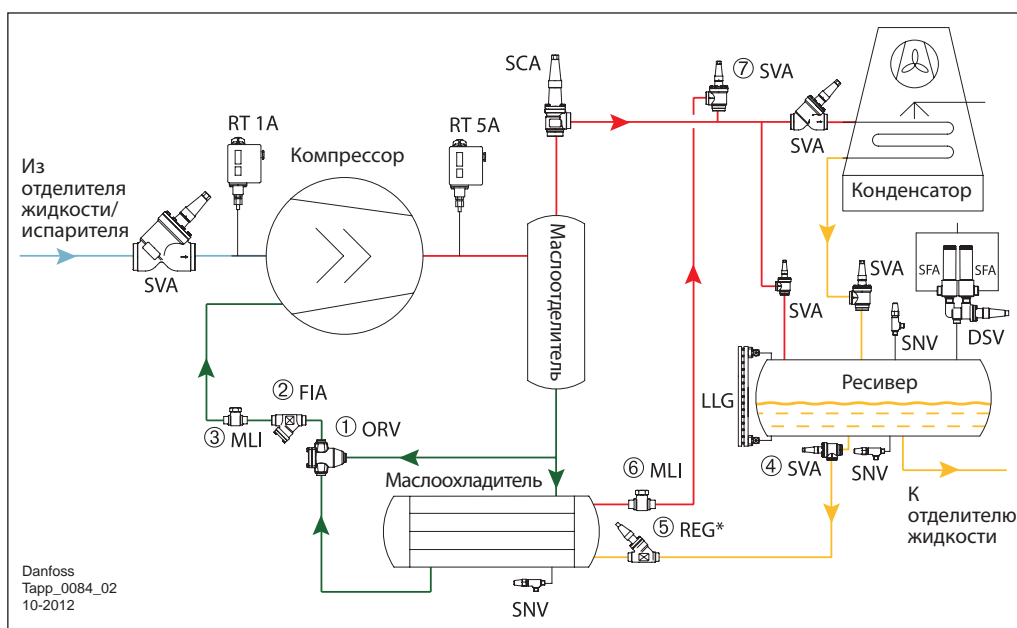 SCA
⑦ SVA
RT 1A
RT 5A
Компрессор
SVA
Из
отделителя
жидкости/
испарителя
Конденсатор
SVA
Маслоотделитель
SVA
SVA
SFA
SFA
SNV
DSV
② FIA
Ресивер
LLG
① ORV
③ MLI
Маслоохладитель
⑥ MLI
④ SVA
SNV
⑤ REG*
К
отделителю
жидкости
SNV
Danfoss
Tapp_0084_02
10-2012